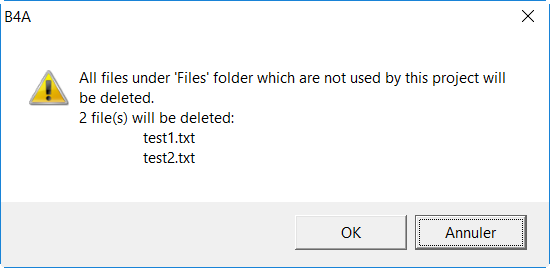 B4A
All files under 'Files' folder which are not used by this project will
be deleted.
2 file(s) will be deleted:
test1.txt
test2.txt
OK
Annuler